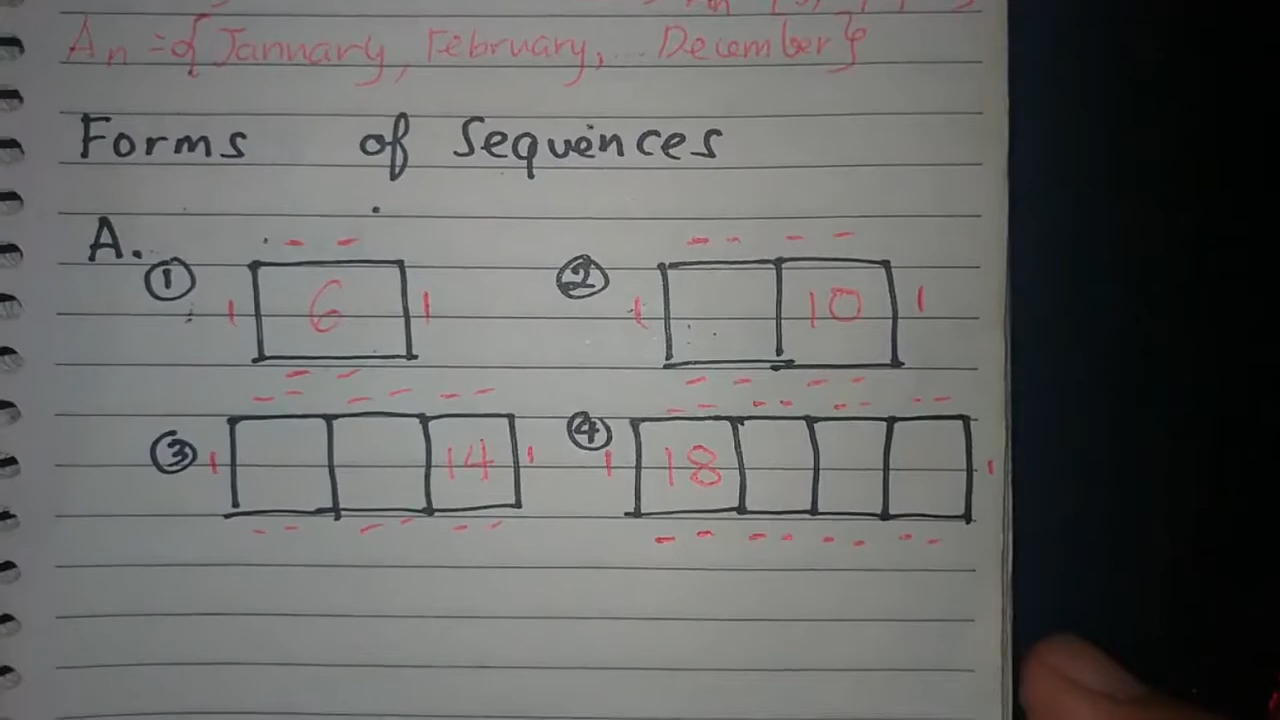 An = {January, February, ... December}
Forms of Sequences
A.
① 6 ② 10
③ 14 ④ 18